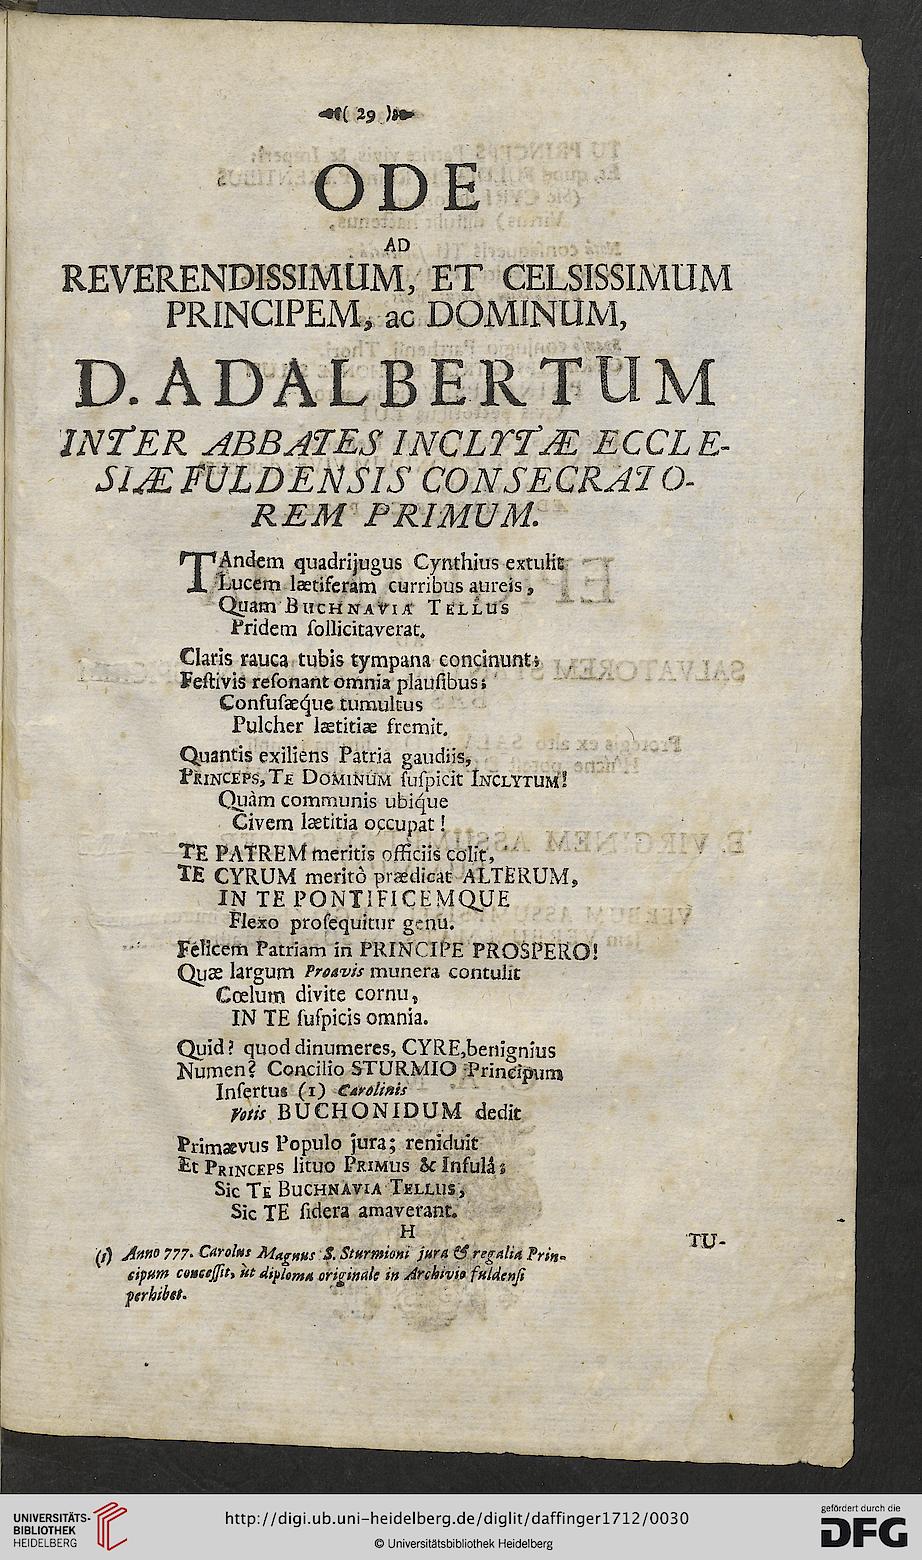 ( 29 )
ODE
AD
REVERENDISSIMUM, ET CELSISSIMUM
PRINCIPEM, ac DOMINUM,
D. ADALBERTUM
INTER ABBATES INCLYTÆ ECCLE-
SIÆ FULDENSIS CONSECRATO-
REM PRIMUM.
TAndem quadrijugus Cynthius extulit
Lucem lætiferam curribus aureis,
Quam BUCHNAVIA TELLUS
Pridem ſollicitaverat.
Claris rauca tubis tympana concinunt;
Feſtivis reſonant omnia plauſibus;
Confuſæq́ue tumultus
Pulcher lætitiæ fremit.
Quantis exiliens Patria gaudiis,
PRINCEPS, TE DOMINUM ſuſpicit INCLYTUM!
Quàm communis ubiq́ue
Civem lætitia occupat!
TE PATREM meritis officiis colit,
TE CYRUM meritò prædicat ALTERUM,
IN TE PONTIFICEMQUE
Flexo proſequitur genu.
Felicem Patriam in PRINCIPE PROSPERO!
Quæ largum Proavis munera contulit
Cœlum divite cornu,
IN TE ſuſpicis omnia.
Quid? quod dinumeres, CYRE, benignius
Numen? Concilio STURMIO Principum
Inſertus (1) Carolinis
Votis BUCHONIDUM dedit
Primævus Populo jura; reniduit
Et PRINCEPS lituo PRIMUS & Infulâ;
Sic TE BUCHNAVIA TELLUS,
Sic TE ſidera amaverant.
H
TU-
(1) Anno 777. Carolus Magnus S. Sturmioni jura & regalia Prin-
cipum conceſſit, ùt diploma originale in Archivio fuldenſi
perhibet.
UNIVERSITÄTS-
BIBLIOTHEK
HEIDELBERG
http://digi.ub.uni-heidelberg.de/diglit/daffinger1712/0030
© Universitätsbibliothek Heidelberg
gefördert durch die
DFG